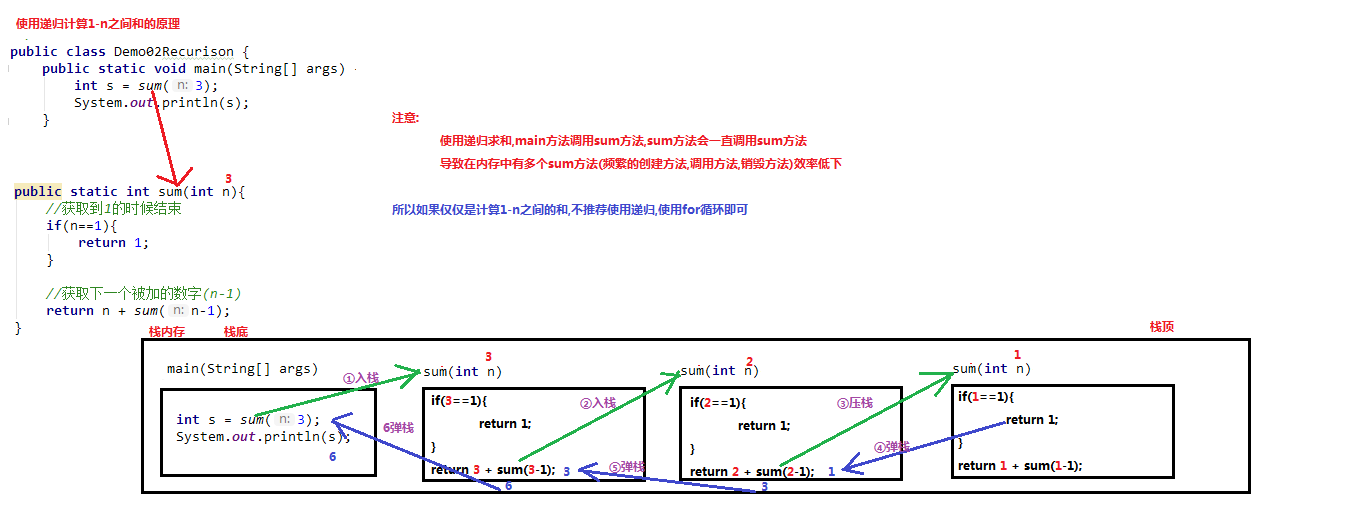 使用递归计算1-n之间和的原理
public class Demo02Recurison {
public static void main(String[] args)
int s = sum( n: 3);
System.out.println(s);
}
注意:
使用递归求和,main方法调用sum方法,sum方法会一直调用sum方法
导致在内存中有多个sum方法(频繁的创建方法,调用方法,销毁方法)效率低下
3
public static int sum(int n){
//获取到1的时候结束
所以如果仅仅是计算1-n之间的和,不推荐使用递归,使用for循环即可
if(n==1){
return 1;
}
//获取下一个被加的数字(n-1)
return n + sum( n: n-1);
}
栈内存 栈底 栈顶
main(String[] args)
int s = sum( n: 3);
System.out.println(s);
6
①入栈
6弹栈
3
sum(int n)
if(3==1){
return 1;
}
return 3 + sum(3-1); 3
6
②入栈
⑤弹栈
2
sum(int n)
if(2==1){
return 1;
}
return 2 + sum(2-1); 1
3
③压栈
④弹栈
1
sum(int n)
if(1==1){
return 1;
}
return 1 + sum(1-1);